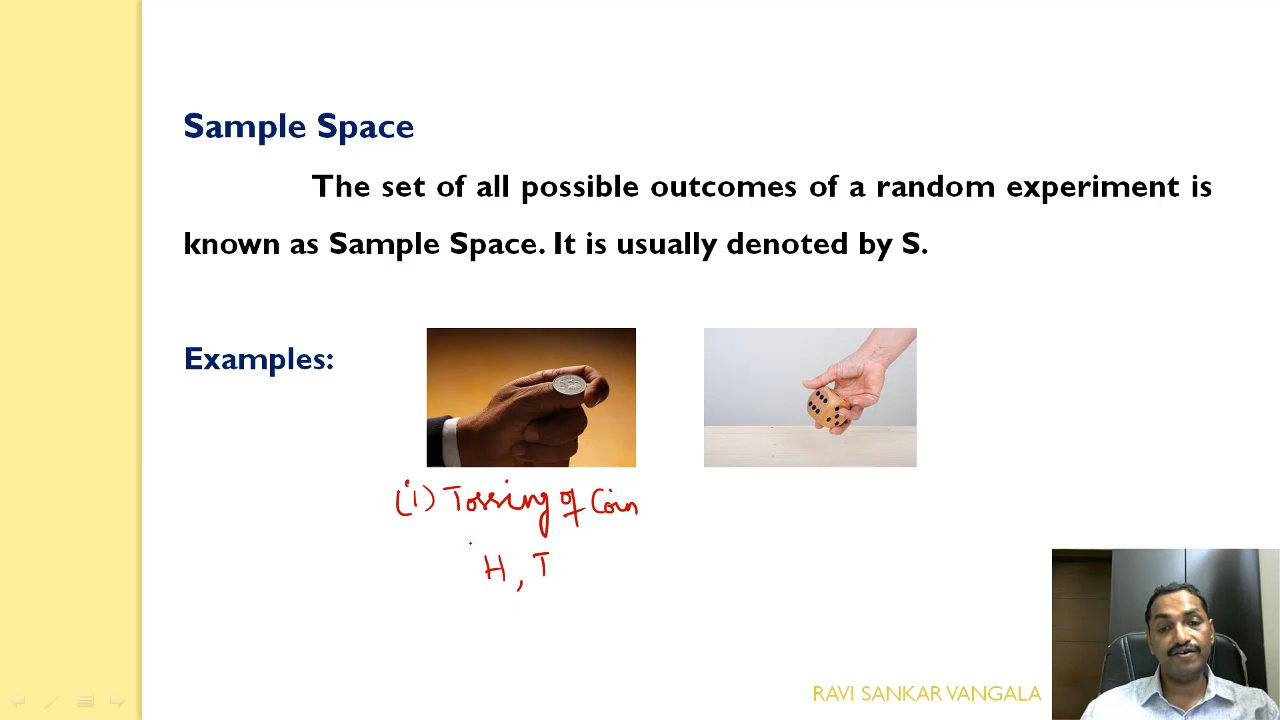 Sample Space
The set of all possible outcomes of a random experiment is
known as Sample Space. It is usually denoted by S.
Examples:
(i) Tossing of Coin
H, T
RAVI SANKAR VANGALA